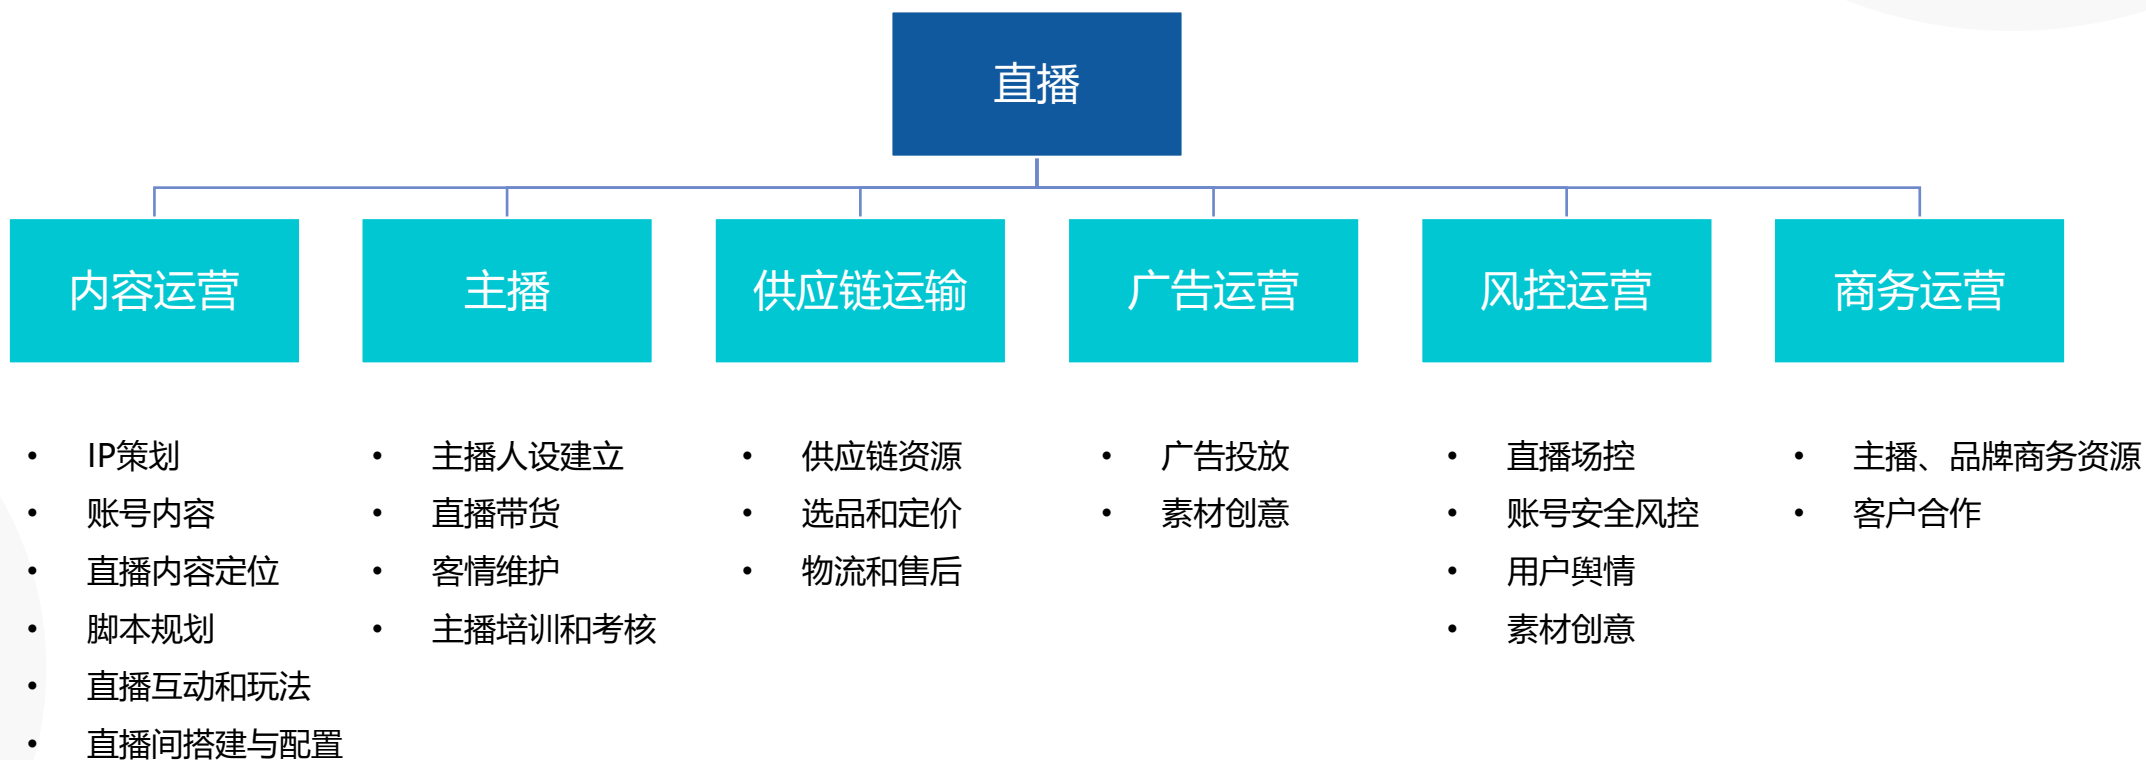 直播
内容运营
主播
供应链运输
广告运营
风控运营
商务运营
• IP策划
• 账号内容
• 直播内容定位
• 脚本规划
• 直播互动和玩法
• 直播间搭建与配置
• 主播人设建立
• 直播带货
• 客情维护
• 主播培训和考核
• 供应链资源
• 选品和定价
• 物流和售后
• 广告投放
• 素材创意
• 直播场控
• 账号安全风控
• 用户舆情
• 素材创意
• 主播、品牌商务资源
• 客户合作